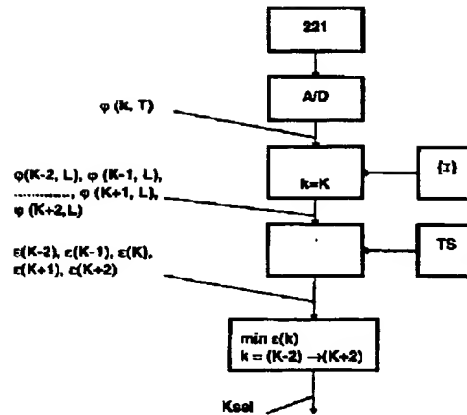 221
A/D
φ (k, T)
k=K
{I}
φ(K-2, L), φ (K-1, L),
................, φ (K+1, L),
φ (K+2,L)
TS
ε(K-2), ε(K-1), ε(K),
ε(K+1), ε(K+2)
min ε(k)
k = (K-2) →(K+2)
Ksel